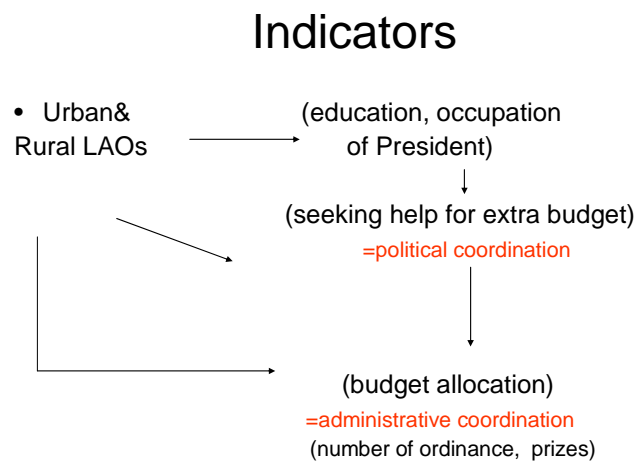 Indicators
• Urban&
Rural LAOs
(education, occupation
of President)
(seeking help for extra budget)
=political coordination
(budget allocation)
=administrative coordination
(number of ordinance, prizes)